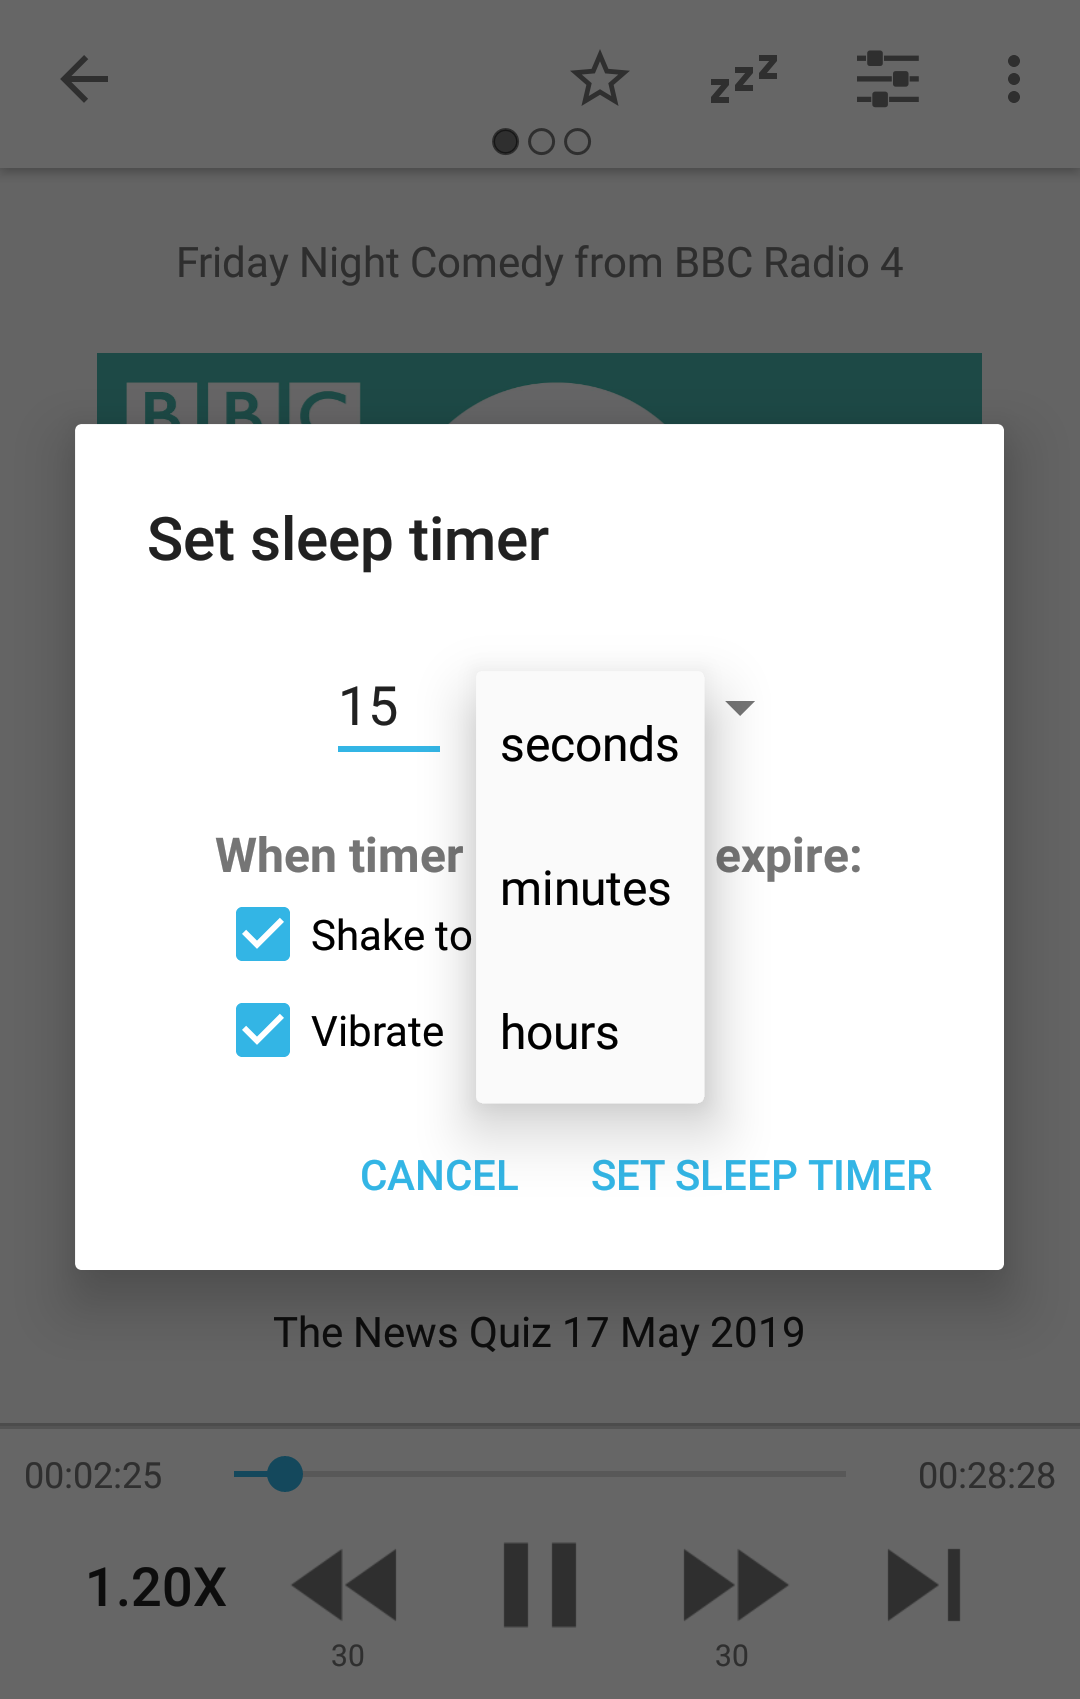 zzz
Friday Night Comedy from BBC Radio 4
BBC
Set sleep timer
15
seconds
When timer expire:
minutes
Shake to
Vibrate
hours
CANCEL SET SLEEP TIMER
The News Quiz 17 May 2019
00:02:25 00:28:28
1.20X
30 30